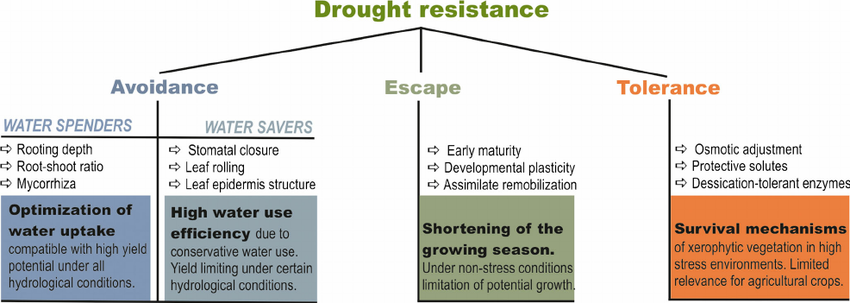 Drought resistance
Avoidance
Escape
Tolerance
WATER SPENDERS
WATER SAVERS
⇨ Rooting depth
⇨ Root-shoot ratio
⇨ Mycorrhiza
⇨ Stomatal closure
⇨ Leaf rolling
⇨ Leaf epidermis structure
⇨ Early maturity
⇨ Developmental plasticity
⇨ Assimilate remobilization
⇨ Osmotic adjustment
⇨ Protective solutes
⇨ Dessication-tolerant enzymes
Optimization of
water uptake
compatible with high yield
potential under all
hydrological conditions.
High water use
efficiency due to
conservative water use.
Yield limiting under certain
hydrological conditions.
Shortening of the
growing season.
Under non-stress conditions
limitation of potential growth.
Survival mechanisms
of xerophytic vegetation in high
stress environments. Limited
relevance for agricultural crops.